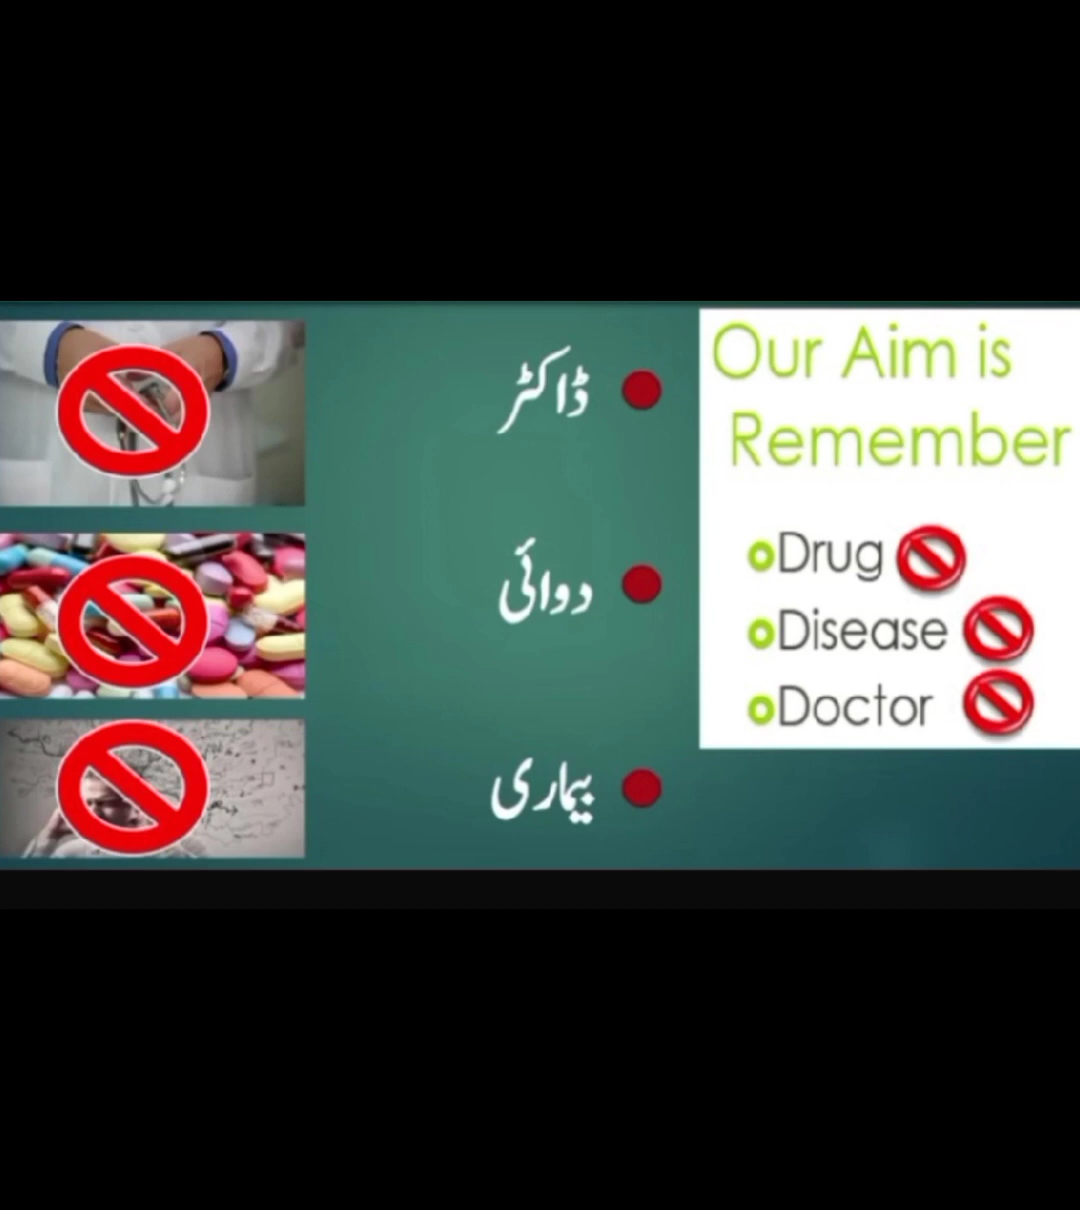 Our Aim is
Remember
Drug
Disease
Doctor
ڈاکٹر
دوائی
بیماری